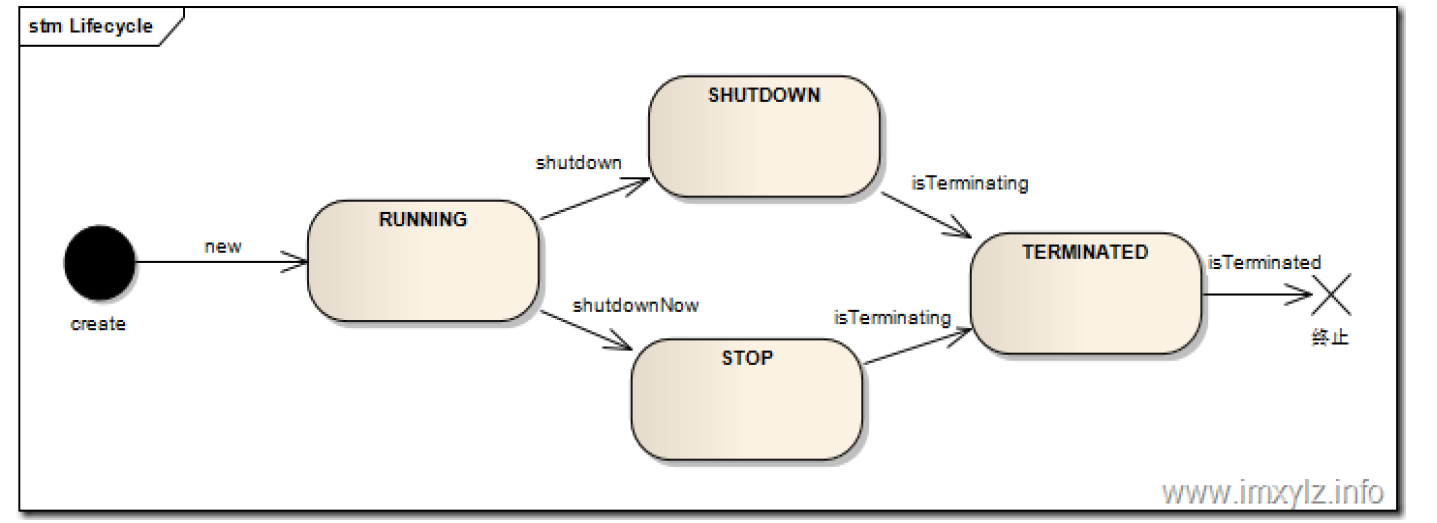 stm Lifecycle
SHUTDOWN
shutdown
isTerminating
RUNNING
new
TERMINATED
isTerminated
create
shutdownNow
isTerminating
终止
STOP
www.imxylz.info